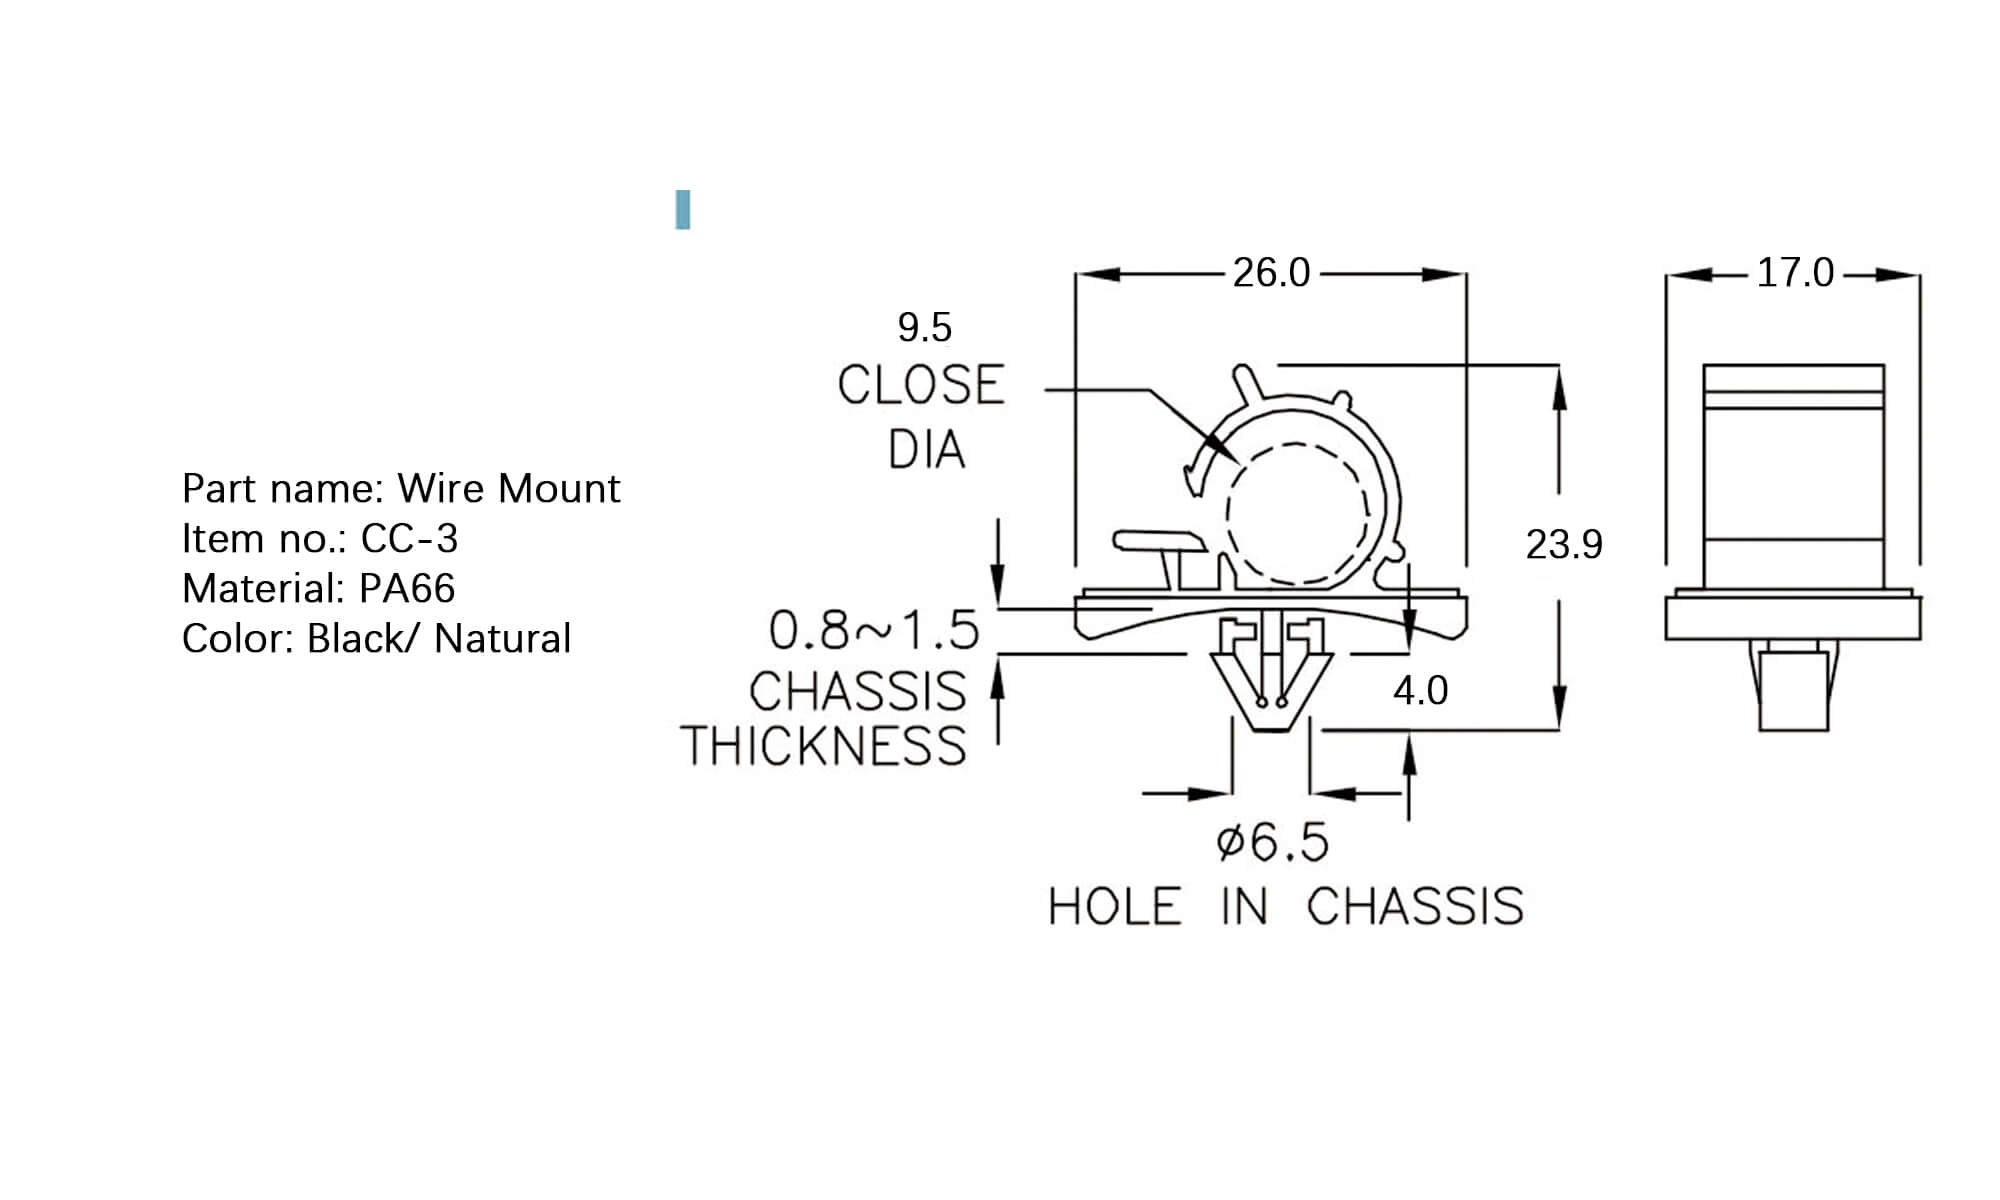 Part name: Wire Mount
Item no.: CC-3
Material: PA66
Color: Black/ Natural
26.0
17.0
9.5
CLOSE
DIA
23.9
0.8~1.5
CHASSIS
THICKNESS
4.0
ø6.5
HOLE IN CHASSIS